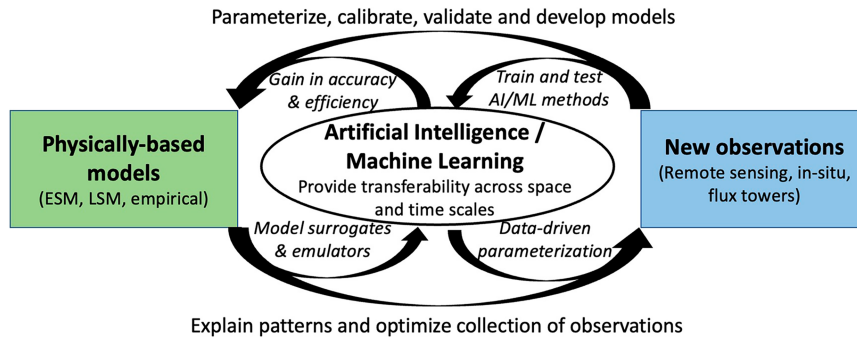 Parameterize, calibrate, validate and develop models
Gain in accuracy
& efficiency
Train and test
AI/ML methods
Physically-based
models
(ESM, LSM, empirical)
Artificial Intelligence /
Machine Learning
Provide transferability across space
and time scales
New observations
(Remote sensing, in-situ,
flux towers)
Model surrogates
& emulators
Data-driven
parameterization
Explain patterns and optimize collection of observations